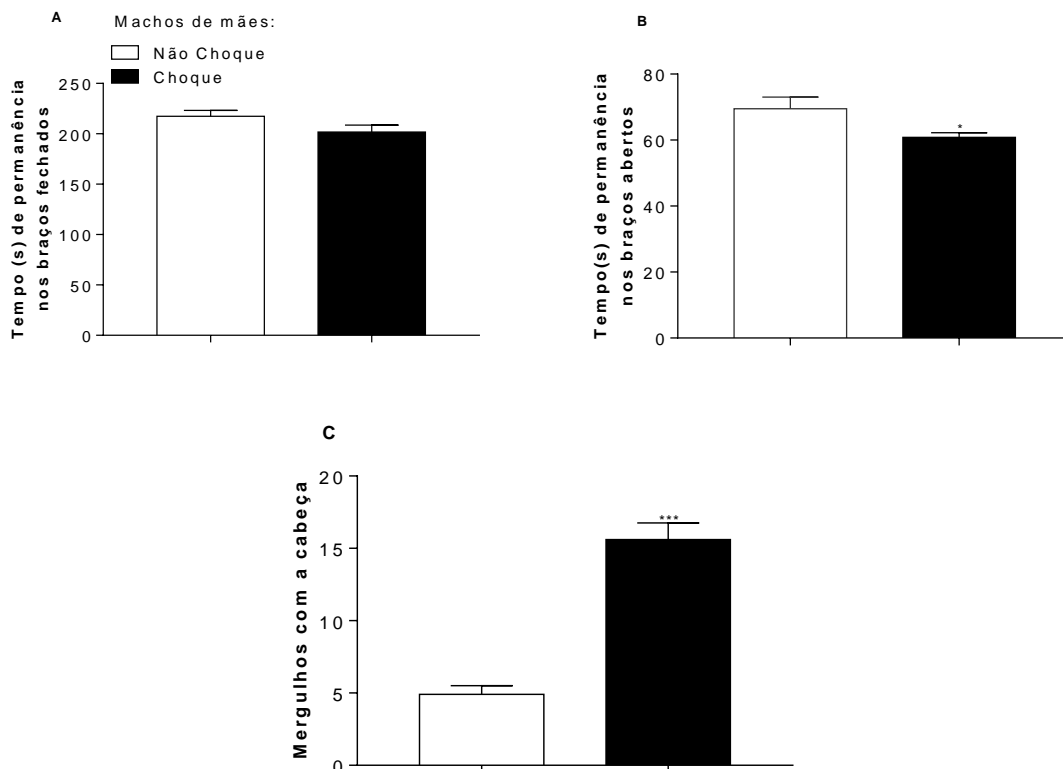 A
Machos de mães:
Não Choque
Choque
Tempo (s) de permanência
nos braços fechados
250
200
150
100
50
0
B
Tempo(s) de permanência
nos braços abertos
80
60
40
20
0
*
C
Mergulhos com a cabeça
20
15
10
5
0
***